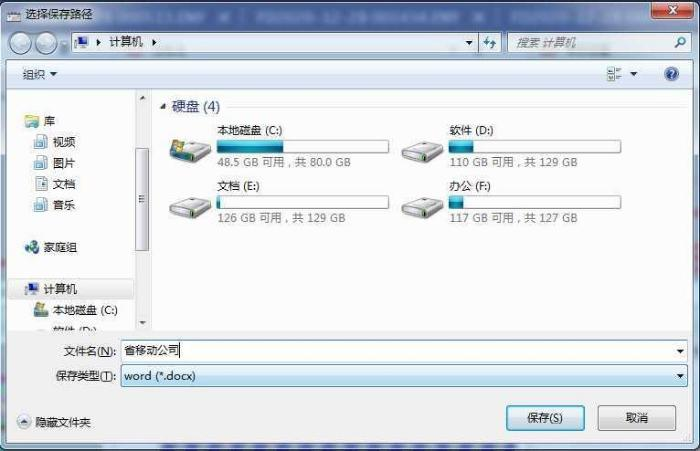 选择保存路径
计算机
搜索 计算机
组织
库
视频
图片
文档
音乐
家庭组
计算机
本地磁盘 (C:)
软件 (D:)
硬盘 (4)
本地磁盘 (C:)
48.5 GB 可用，共 80.0 GB
软件 (D:)
110 GB 可用，共 129 GB
文档 (E:)
126 GB 可用，共 129 GB
办公 (F:)
117 GB 可用，共 127 GB
文件名(N): 省移动公司
保存类型(T): word (*.docx)
隐藏文件夹
保存(S)
取消